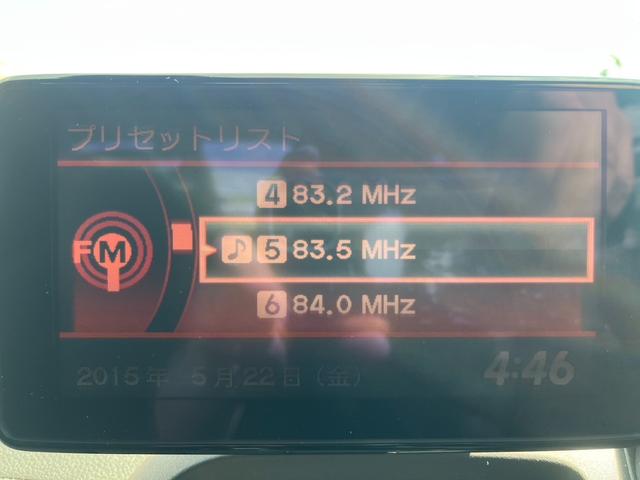 プリセットリスト
4 83.2 MHz
FM
♪ 5 83.5 MHz
6 84.0 MHz
2015年 5月22日（金）
4:46